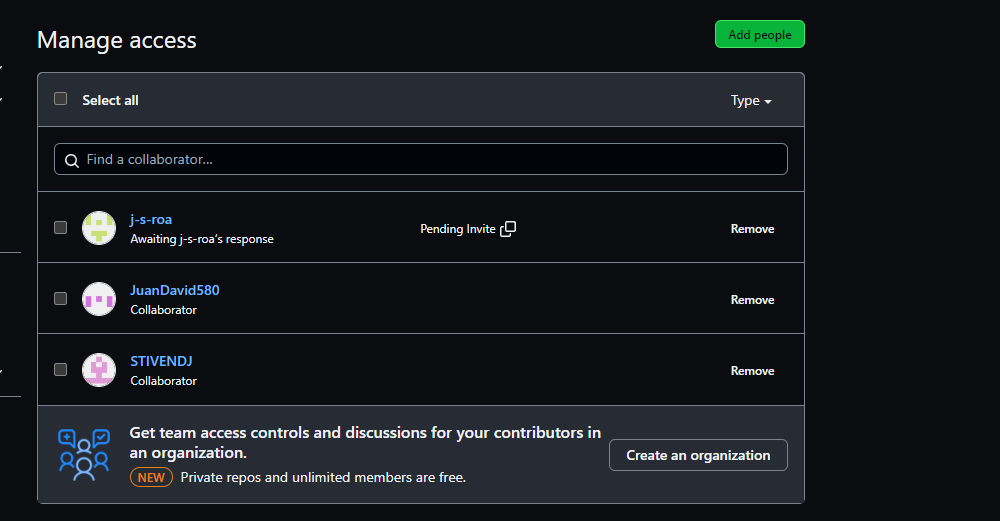 Manage access
Add people
Select all
Type
Find a collaborator...
j-s-roa
Awaiting j-s-roa's response
Pending Invite
Remove
JuanDavid580
Collaborator
Remove
STIVENDJ
Collaborator
Remove
Get team access controls and discussions for your contributors in
an organization.
NEW Private repos and unlimited members are free.
Create an organization